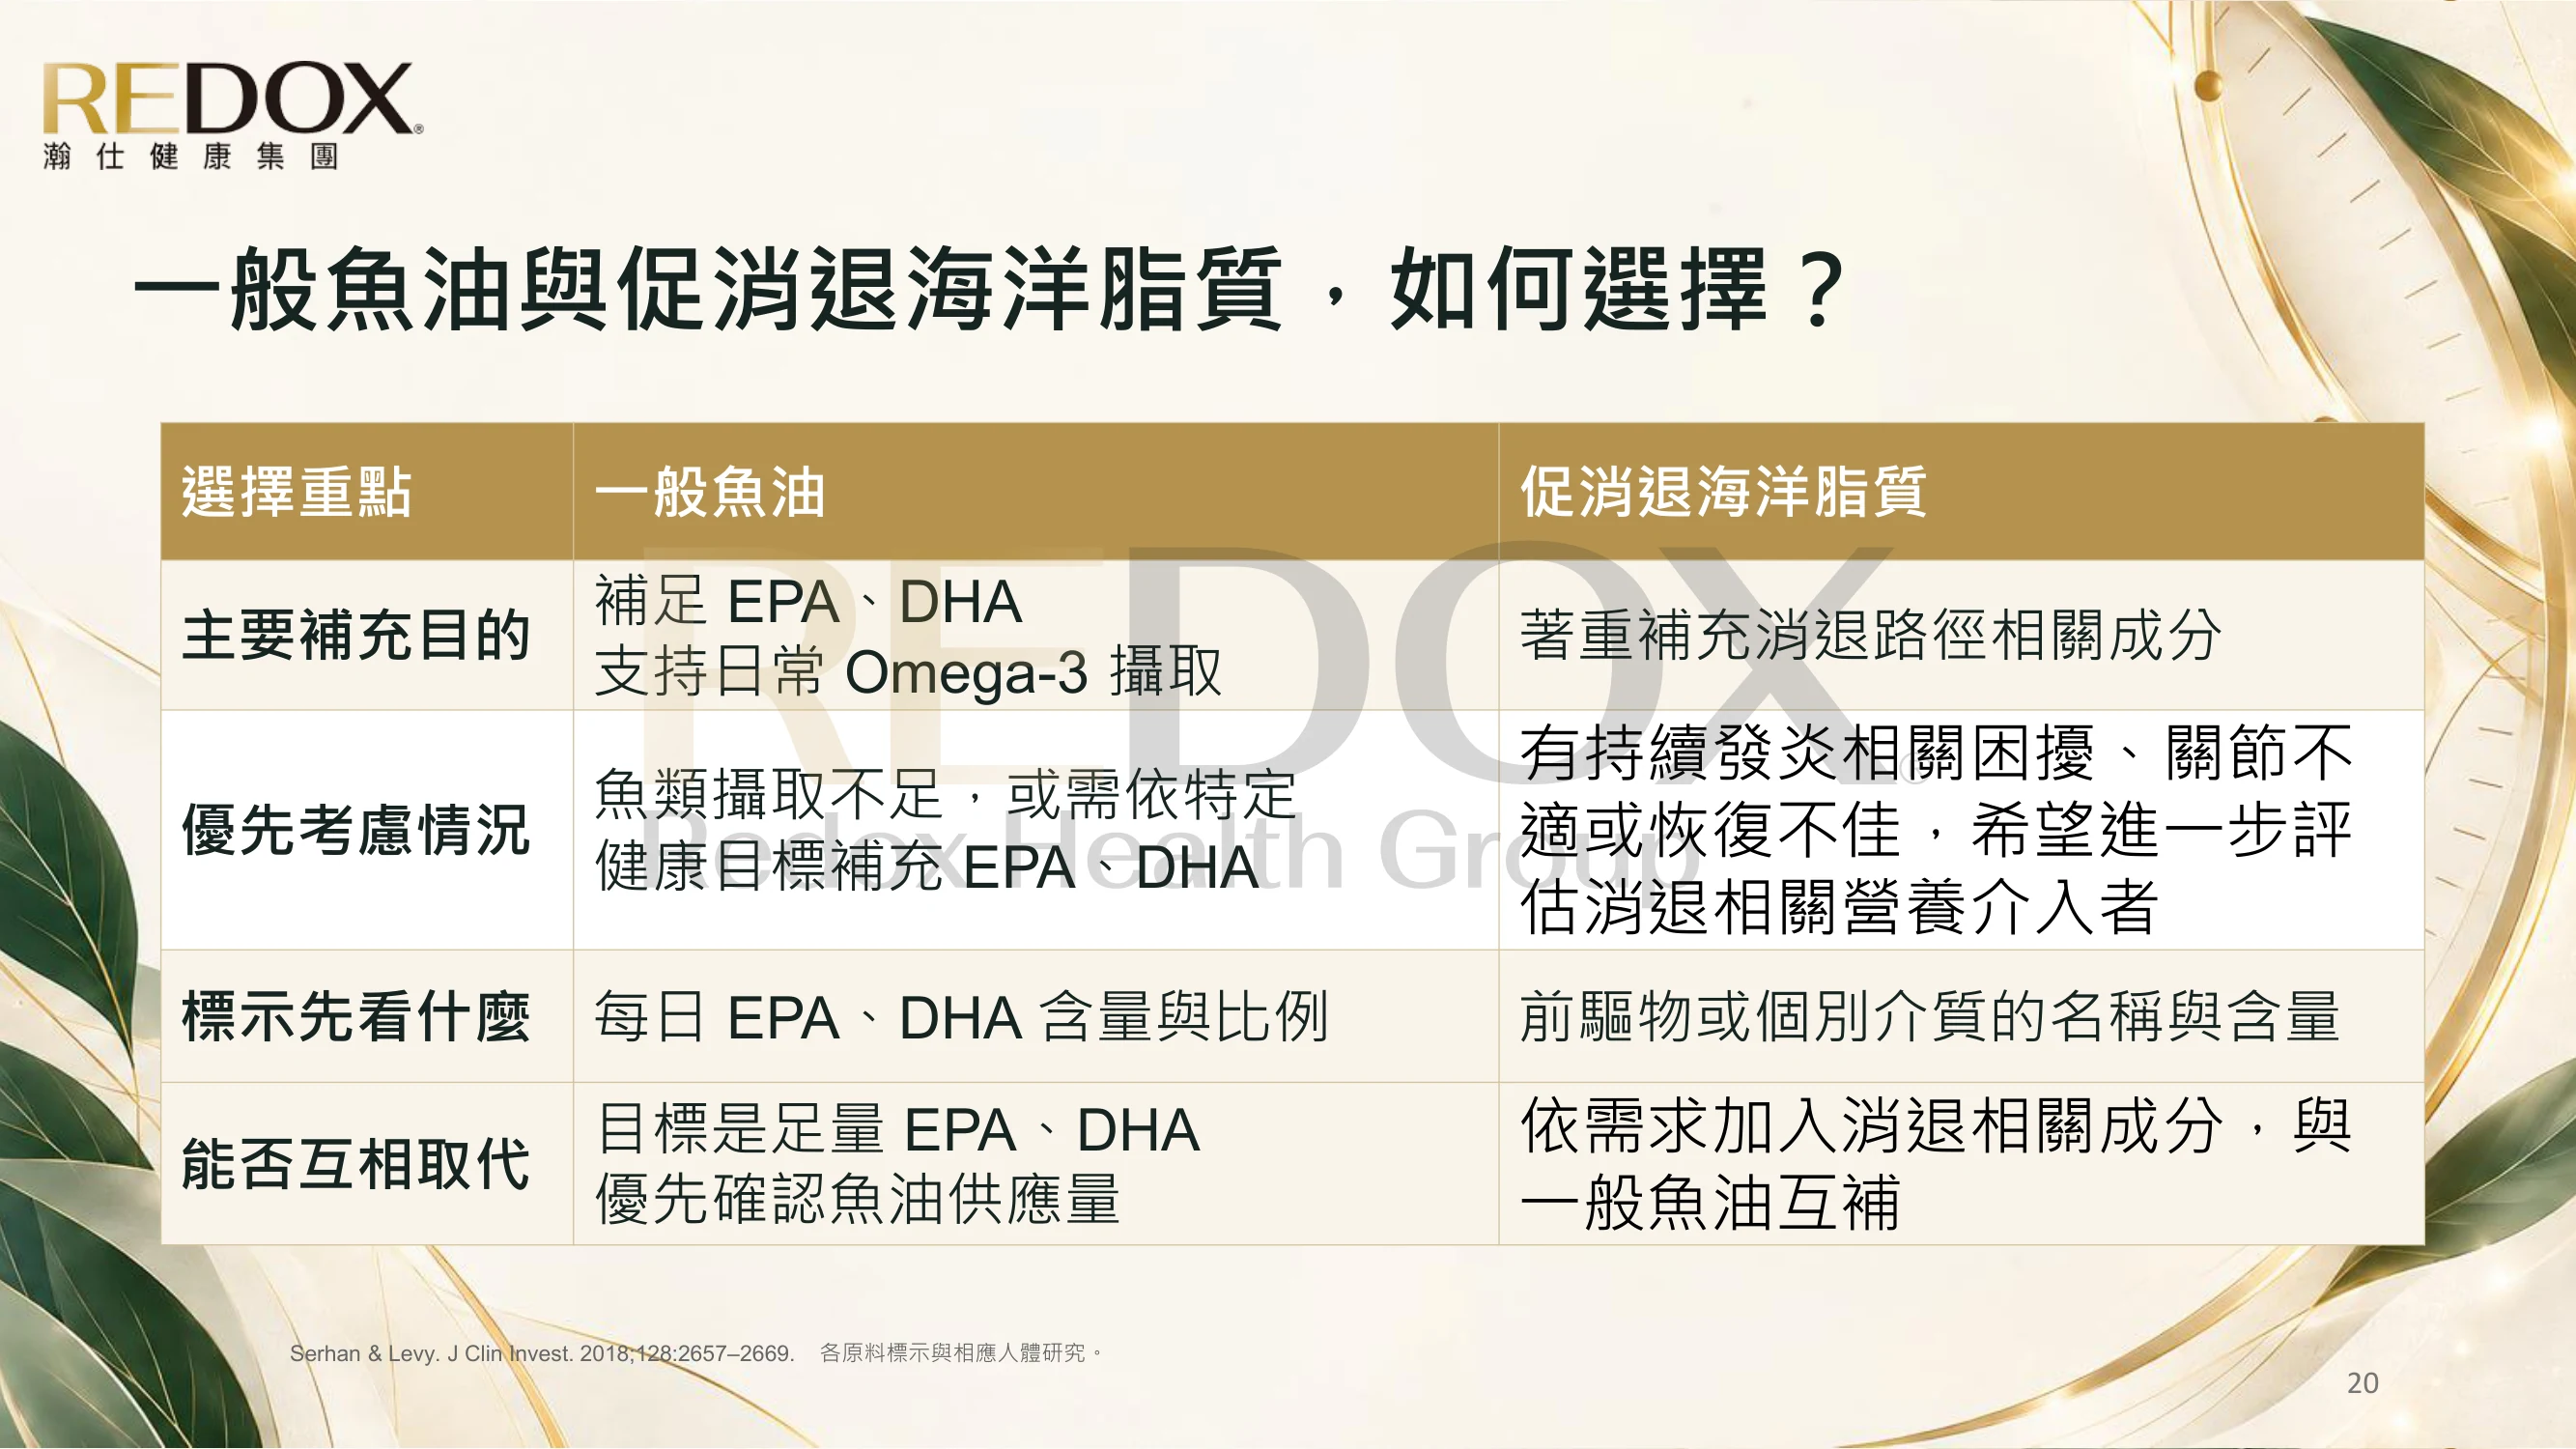 REDOX®
瀚仕健康集團
一般魚油與促消退海洋脂質，如何選擇？
選擇重點
一般魚油
促消退海洋脂質
主要補充目的
補足 EPA、DHA
支持日常 Omega-3 攝取
著重補充消退路徑相關成分
優先考慮情況
魚類攝取不足，或需依特定
健康目標補充 EPA、DHA
有持續發炎相關困擾、關節不
適或恢復不佳，希望進一步評
估消退相關營養介入者
標示先看什麼
每日 EPA、DHA 含量與比例
前驅物或個別介質的名稱與含量
能否互相取代
目標是足量 EPA、DHA
優先確認魚油供應量
依需求加入消退相關成分，與
一般魚油互補
REDOX®
Redox Health Group
Serhan & Levy. J Clin Invest. 2018;128:2657–2669. 各原料標示與相應人體研究。
20